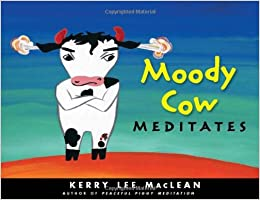 Moody
Cow
MEDITATES
KERRY LEE MACLEAN
AUTHOR OF PEACEFUL PIGGY MEDITATION